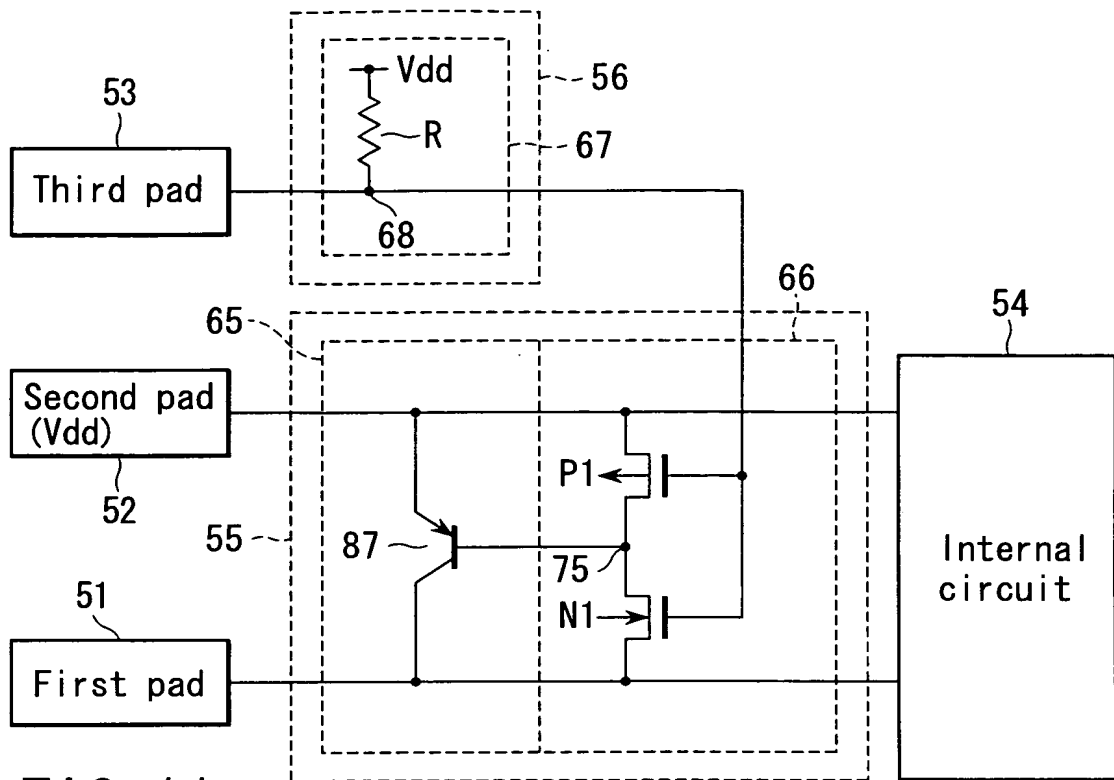 Vdd
56
53
R
67
Third pad
68
66
65
54
Second pad
(Vdd)
P1
52
55
87
75
Internal
circuit
51
N1
First pad